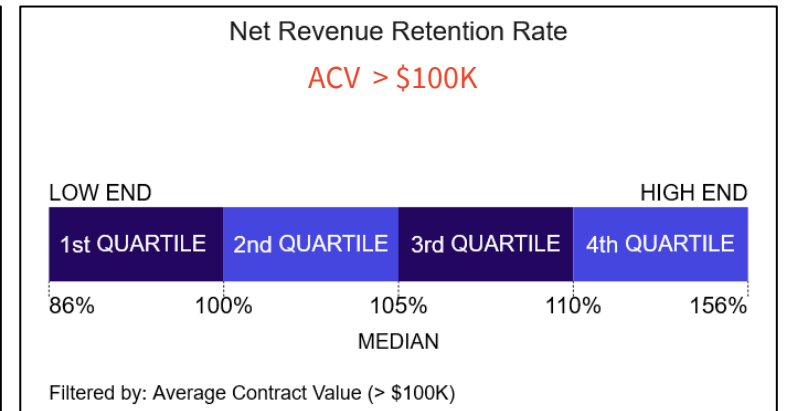 Net Revenue Retention Rate
ACV > $100K
LOW END HIGH END
1st QUARTILE 2nd QUARTILE 3rd QUARTILE 4th QUARTILE
86% 100% 105% 110% 156%
MEDIAN
Filtered by: Average Contract Value (> $100K)